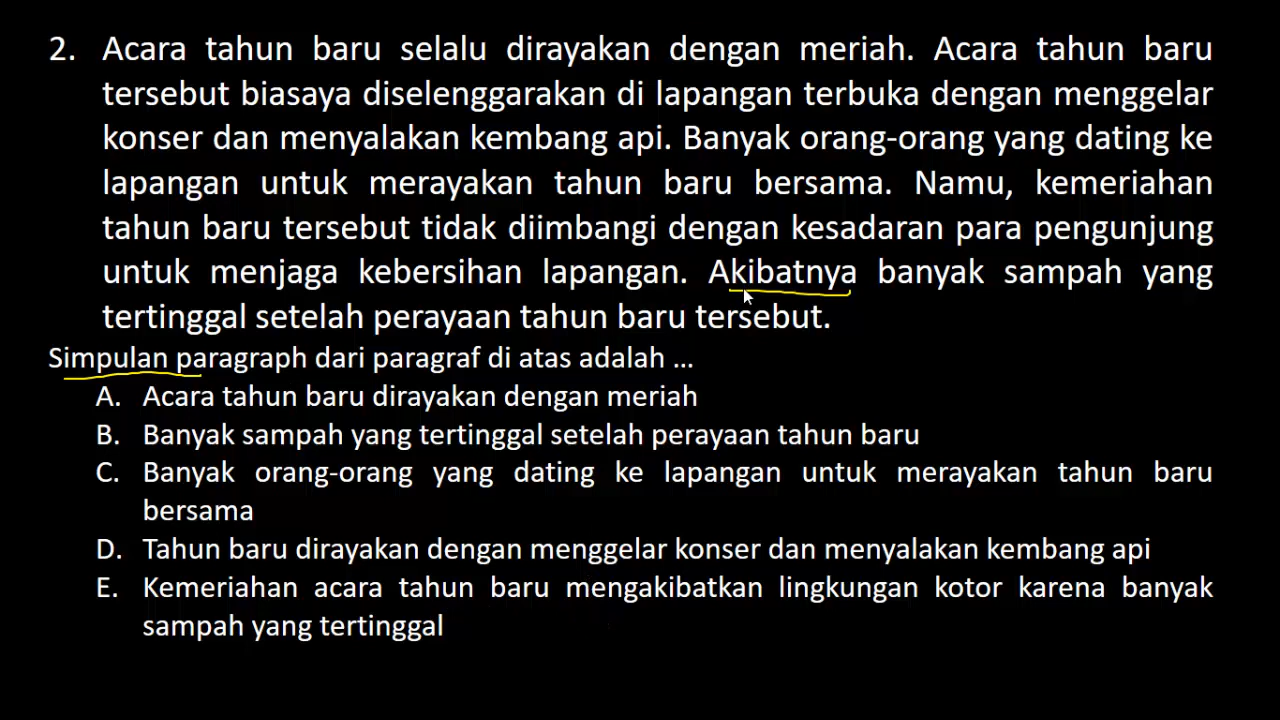 2. Acara tahun baru selalu dirayakan dengan meriah. Acara tahun baru
tersebut biasaya diselenggarakan di lapangan terbuka dengan menggelar
konser dan menyalakan kembang api. Banyak orang-orang yang dating ke
lapangan untuk merayakan tahun baru bersama. Namu, kemeriahan
tahun baru tersebut tidak diimbangi dengan kesadaran para pengunjung
untuk menjaga kebersihan lapangan. Akibatnya banyak sampah yang
tertinggal setelah perayaan tahun baru tersebut.
Simpulan paragraph dari paragraf di atas adalah ...
A. Acara tahun baru dirayakan dengan meriah
B. Banyak sampah yang tertinggal setelah perayaan tahun baru
C. Banyak orang-orang yang dating ke lapangan untuk merayakan tahun baru
bersama
D. Tahun baru dirayakan dengan menggelar konser dan menyalakan kembang api
E. Kemeriahan acara tahun baru mengakibatkan lingkungan kotor karena banyak
sampah yang tertinggal